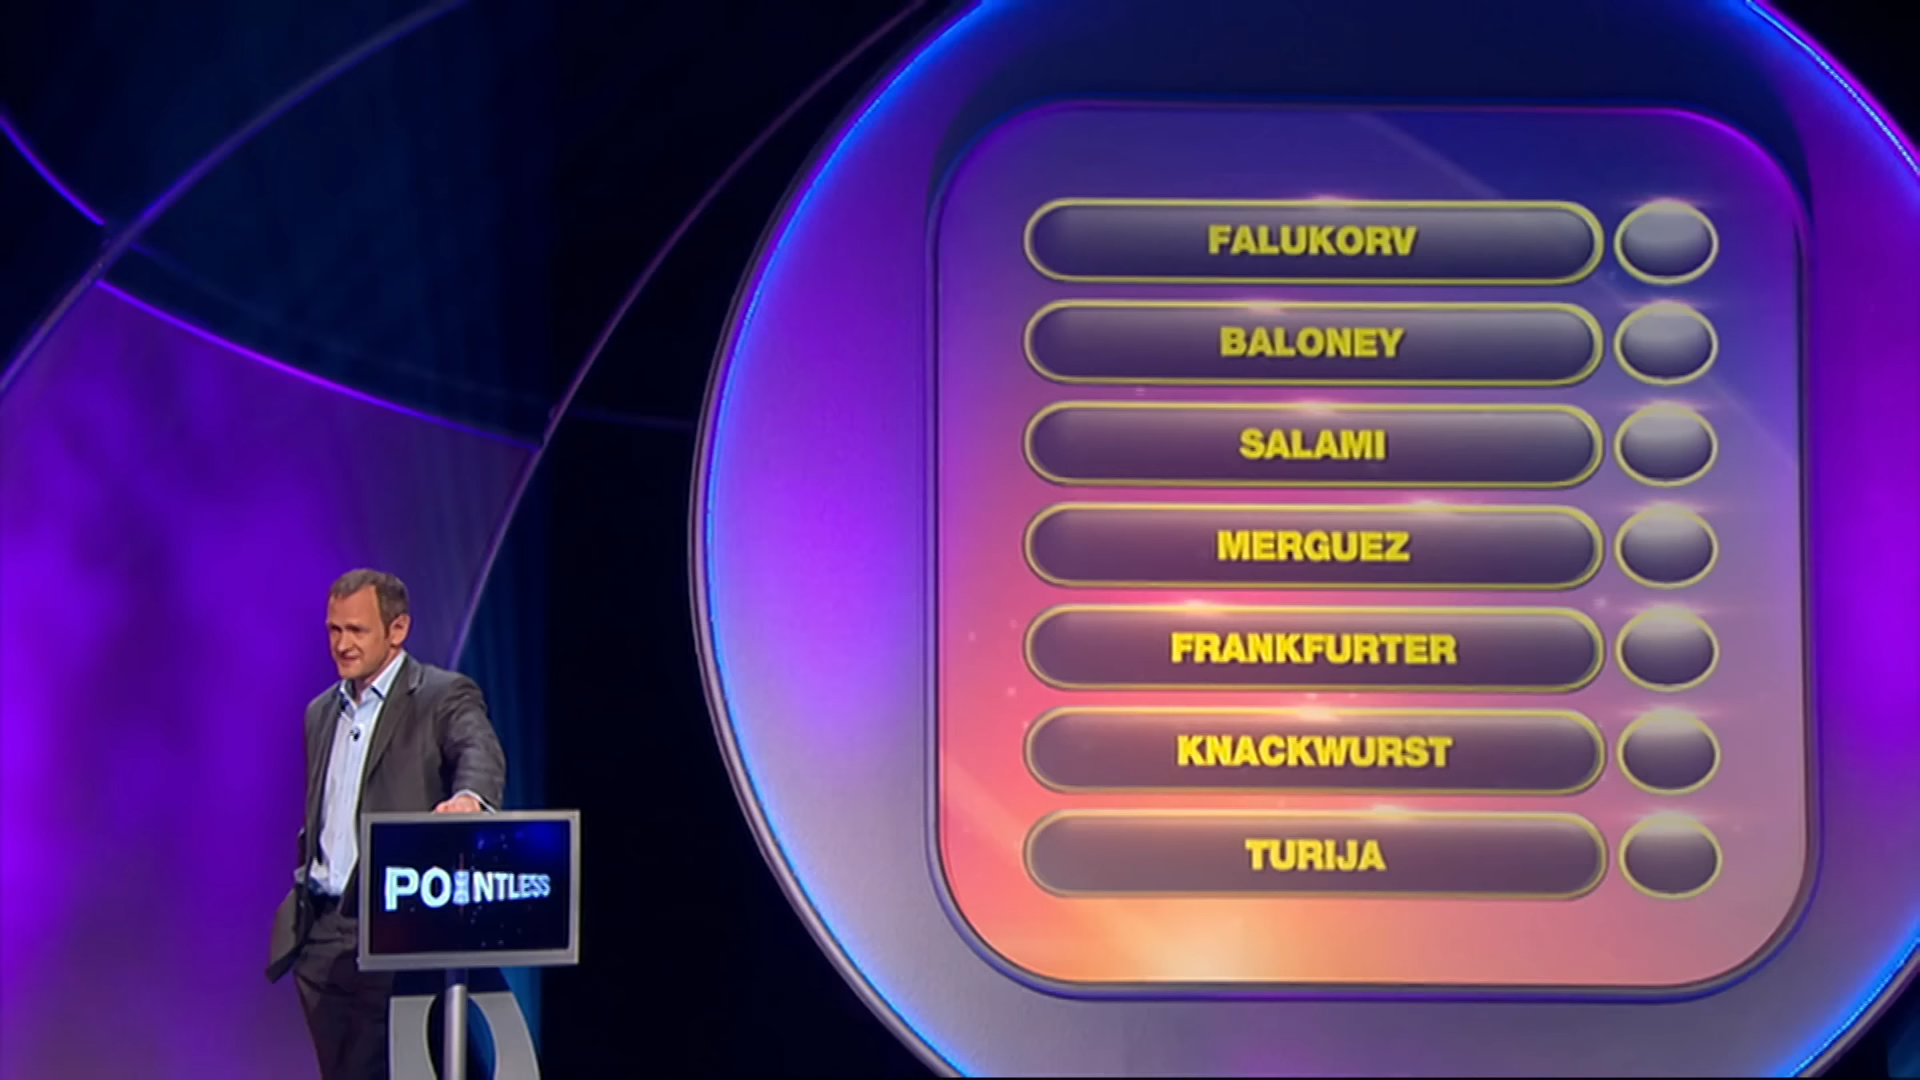 FALUKORV
BALONEY
SALAMI
MERGUEZ
FRANKFURTER
KNACKWURST
TURIJA
POINTLESS